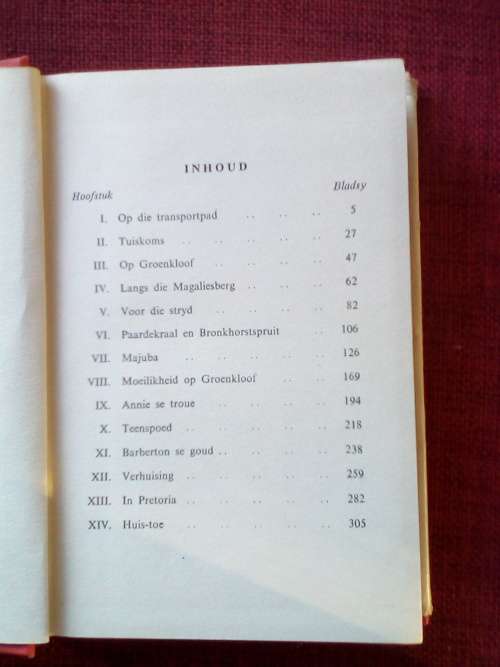 INHOUD
Hoofstuk Bladsy
I. Op die transportpad .. .. .. 5
II. Tuiskoms .. .. .. .. .. 27
III. Op Groenkloof .. .. .. .. 47
IV. Langs die Magaliesberg .. .. .. 62
V. Voor die stryd .. .. .. .. 82
VI. Paardekraal en Bronkhorstspruit .. 106
VII. Majuba .. .. .. .. .. 126
VIII. Moeilikheid op Groenkloof .. .. 169
IX. Annie se troue .. .. .. .. 194
X. Teenspoed .. .. .. .. 218
XI. Barberton se goud .. .. .. .. 238
XII. Verhuising .. .. .. .. 259
XIII. In Pretoria .. .. .. .. 282
XIV. Huis-toe .. .. .. .. .. 305